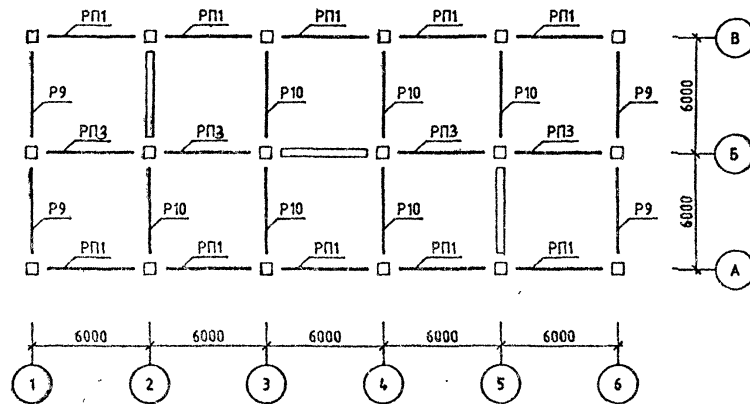 РП1 РП1 РП1 РП1 РП1
В
Р9 Р10 Р10 Р10 Р9
6000
РП3 РП3 РП3 РП3
Б
Р9 Р10 Р10 Р10 Р9
6000
РП1 РП1 РП1 РП1 РП1
А
6000 6000 6000 6000 6000
1 2 3 4 5 6